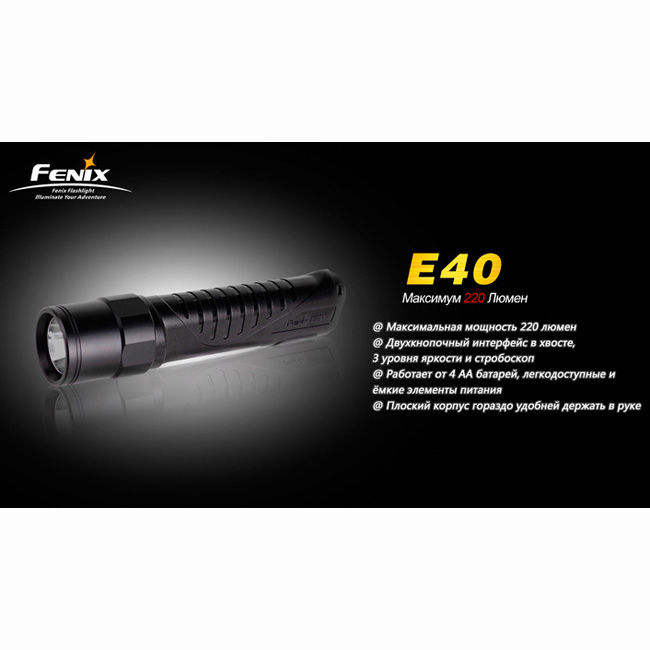 FENIX
Fenix Flashlight
Illuminate Your Adventure
E40
Максимум 220 Люмен
@ Максимальная мощность 220 люмен
@ Двухкнопочный интерфейс в хвосте,
3 уровня яркости и стробоскоп
@ Работает от 4 АА батарей, легкодоступные и
ёмкие элементы питания
@ Плоский корпус гораздо удобней держать в руке